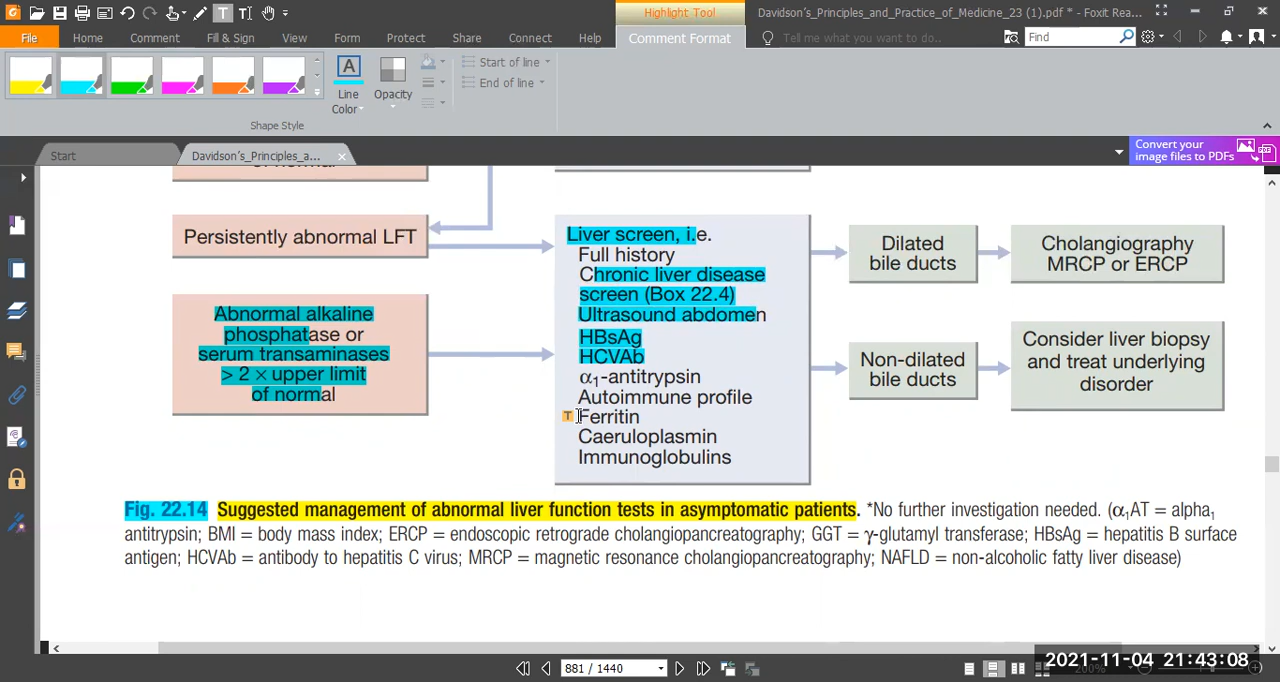 Highlight Tool
Davidson's_Principles_and_Practice_of_Medicine_23 (1).pdf * - Foxit Rea...
File Home Comment Fill & Sign View Form Protect Share Connect Help Comment Format
Tell me what you want to do..
Find
Line
Color
Opacity
Start of line
End of line
Shape Style
Start
Davidson's_Principles_a...
Convert your
image files to PDFs
PDF
of normal
Persistently abnormal LFT
Abnormal alkaline
phosphatase or
serum transaminases
> 2 × upper limit
of normal
Liver screen, i.e.
Full history
Chronic liver disease
screen (Box 22.4)
Ultrasound abdomen
HBsAg
HCVAb
α₁-antitrypsin
Autoimmune profile
Ferritin
Caeruloplasmin
Immunoglobulins
Dilated
bile ducts
Cholangiography
MRCP or ERCP
Non-dilated
bile ducts
Consider liver biopsy
and treat underlying
disorder
Fig. 22.14 Suggested management of abnormal liver function tests in asymptomatic patients. *No further investigation needed. (α₁AT = alpha₁
antitrypsin; BMI = body mass index; ERCP = endoscopic retrograde cholangiopancreatography; GGT = γ-glutamyl transferase; HBsAg = hepatitis B surface
antigen; HCVAb = antibody to hepatitis C virus; MRCP = magnetic resonance cholangiopancreatography; NAFLD = non-alcoholic fatty liver disease)
881 / 1440
200%
2021-11-04 21:43:08